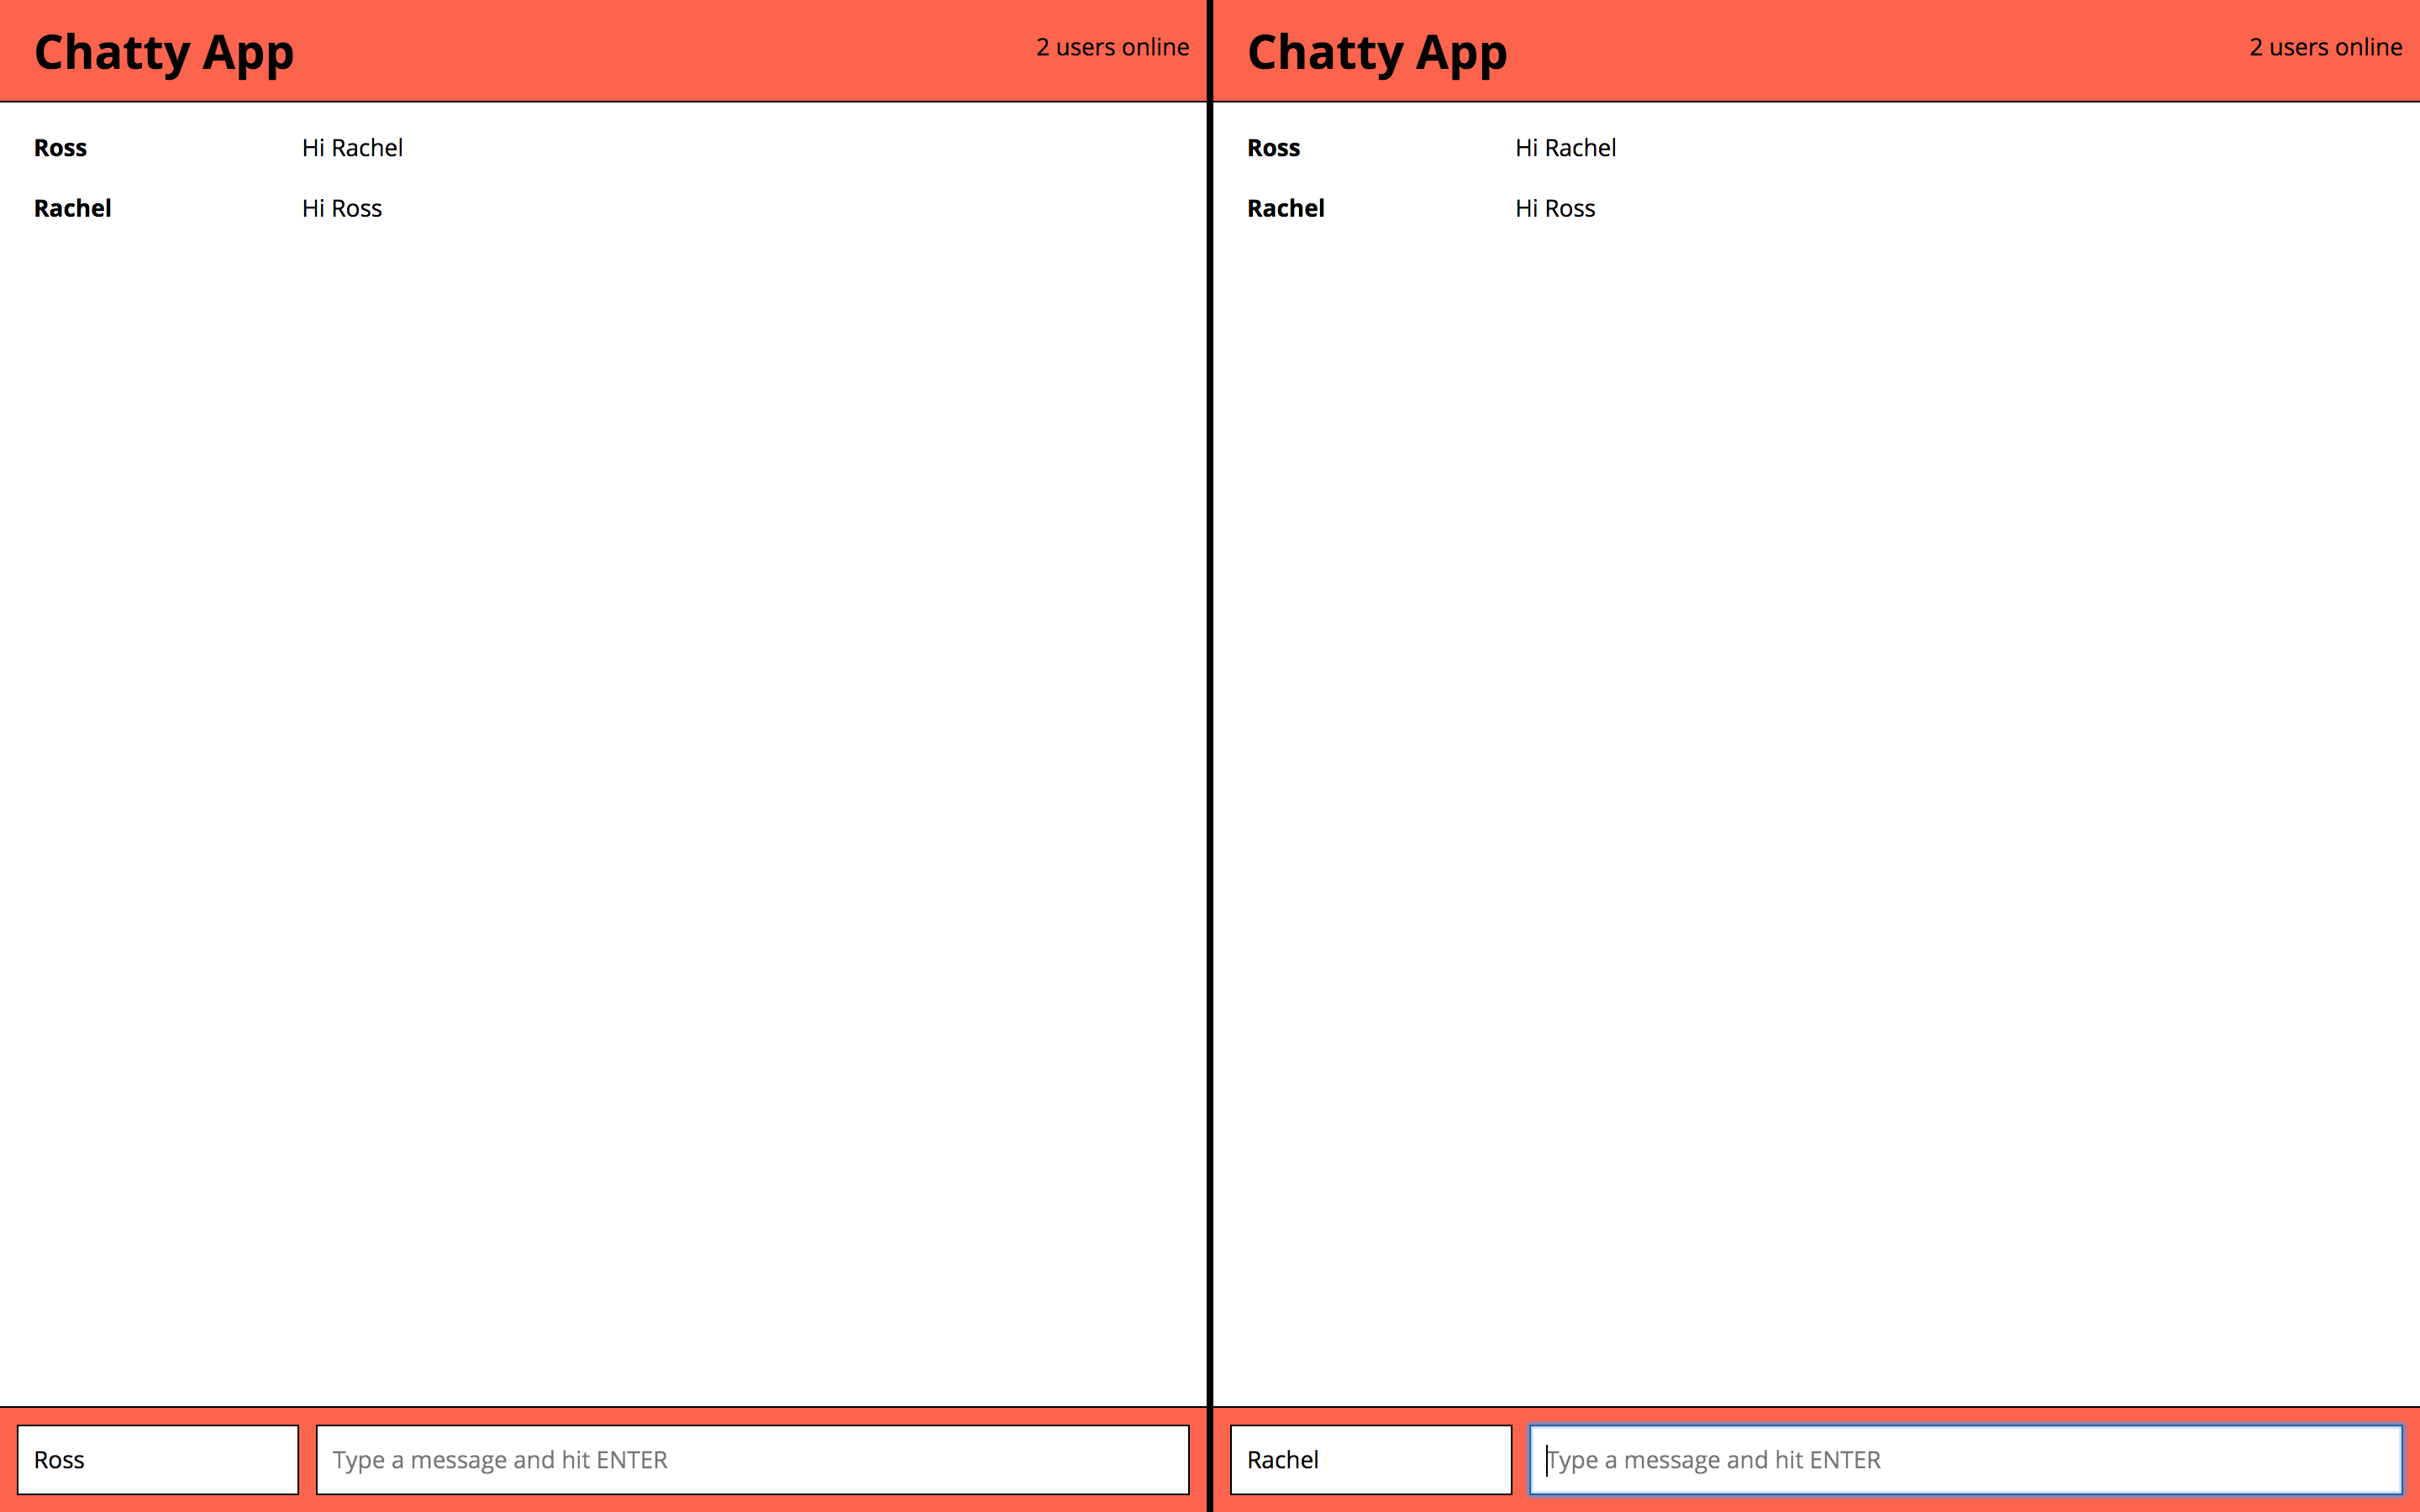 Chatty App
2 users online
Ross Hi Rachel
Rachel Hi Ross
Ross
Type a message and hit ENTER
Chatty App
2 users online
Ross Hi Rachel
Rachel Hi Ross
Rachel
Type a message and hit ENTER